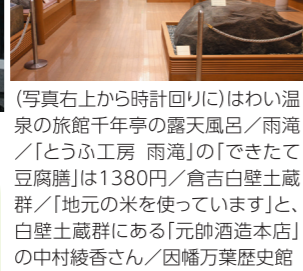 (写真右上から時計回りに)はわい温
泉の旅館千年亭の露天風呂／雨滝
／「とうふ工房 雨滝」の「できたて
豆腐膳」は1380円／倉吉白壁土蔵
群／「地元の米を使っています」と、
白壁土蔵群にある「元帥酒造本店」
の中村綾香さん／因幡万葉歴史館